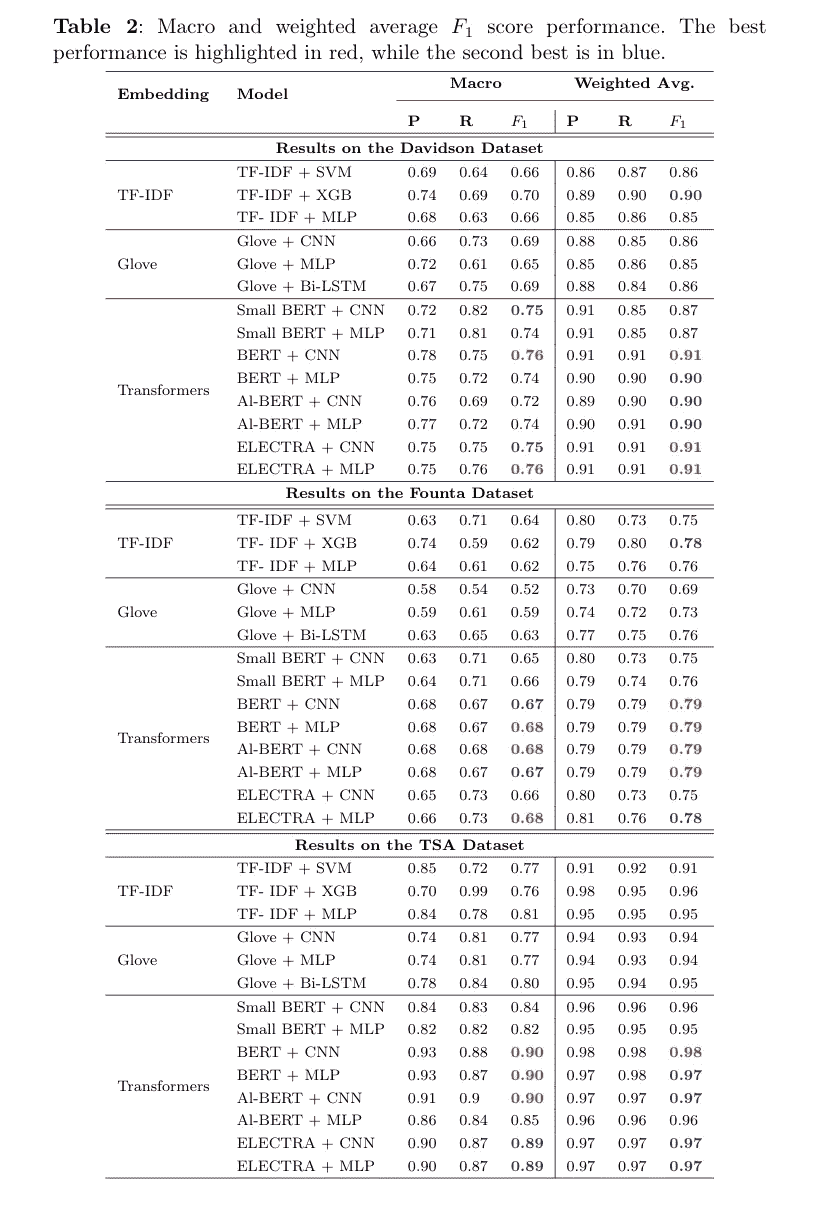 Table 2: Macro and weighted average F1 score performance. The best
performance is highlighted in red, while the second best is in blue.
Embedding Model Macro Weighted Avg.
P R F1 P R F1
Results on the Davidson Dataset
TF-IDF + SVM 0.69 0.64 0.66 0.86 0.87 0.86
TF-IDF TF-IDF + XGB 0.74 0.69 0.70 0.89 0.90 0.90
TF- IDF + MLP 0.68 0.63 0.66 0.85 0.86 0.85
Glove + CNN 0.66 0.73 0.69 0.88 0.85 0.86
Glove Glove + MLP 0.72 0.61 0.65 0.85 0.86 0.85
Glove + Bi-LSTM 0.67 0.75 0.69 0.88 0.84 0.86
Small BERT + CNN 0.72 0.82 0.75 0.91 0.85 0.87
Small BERT + MLP 0.71 0.81 0.74 0.91 0.85 0.87
BERT + CNN 0.78 0.75 0.76 0.91 0.91 0.91
BERT + MLP 0.75 0.72 0.74 0.90 0.90 0.90
Transformers
Al-BERT + CNN 0.76 0.69 0.72 0.89 0.90 0.90
Al-BERT + MLP 0.77 0.72 0.74 0.90 0.91 0.90
ELECTRA + CNN 0.75 0.75 0.75 0.91 0.91 0.91
ELECTRA + MLP 0.75 0.76 0.76 0.91 0.91 0.91
Results on the Founta Dataset
TF-IDF + SVM 0.63 0.71 0.64 0.80 0.73 0.75
TF-IDF TF- IDF + XGB 0.74 0.59 0.62 0.79 0.80 0.78
TF- IDF + MLP 0.64 0.61 0.62 0.75 0.76 0.76
Glove + CNN 0.58 0.54 0.52 0.73 0.70 0.69
Glove Glove + MLP 0.59 0.61 0.59 0.74 0.72 0.73
Glove + Bi-LSTM 0.63 0.65 0.63 0.77 0.75 0.76
Small BERT + CNN 0.63 0.71 0.65 0.80 0.73 0.75
Small BERT + MLP 0.64 0.71 0.66 0.79 0.74 0.76
BERT + CNN 0.68 0.67 0.67 0.79 0.79 0.79
BERT + MLP 0.68 0.67 0.68 0.79 0.79 0.79
Transformers
Al-BERT + CNN 0.68 0.68 0.68 0.79 0.79 0.79
Al-BERT + MLP 0.68 0.67 0.67 0.79 0.79 0.79
ELECTRA + CNN 0.65 0.73 0.66 0.80 0.73 0.75
ELECTRA + MLP 0.66 0.73 0.68 0.81 0.76 0.78
Results on the TSA Dataset
TF-IDF + SVM 0.85 0.72 0.77 0.91 0.92 0.91
TF-IDF TF- IDF + XGB 0.70 0.99 0.76 0.98 0.95 0.96
TF- IDF + MLP 0.84 0.78 0.81 0.95 0.95 0.95
Glove + CNN 0.74 0.81 0.77 0.94 0.93 0.94
Glove Glove + MLP 0.74 0.81 0.77 0.94 0.93 0.94
Glove + Bi-LSTM 0.78 0.84 0.80 0.95 0.94 0.95
Small BERT + CNN 0.84 0.83 0.84 0.96 0.96 0.96
Small BERT + MLP 0.82 0.82 0.82 0.95 0.95 0.95
BERT + CNN 0.93 0.88 0.90 0.98 0.98 0.98
BERT + MLP 0.93 0.87 0.90 0.97 0.98 0.97
Transformers
Al-BERT + CNN 0.91 0.9 0.90 0.97 0.97 0.97
Al-BERT + MLP 0.86 0.84 0.85 0.96 0.96 0.96
ELECTRA + CNN 0.90 0.87 0.89 0.97 0.97 0.97
ELECTRA + MLP 0.90 0.87 0.89 0.97 0.97 0.97